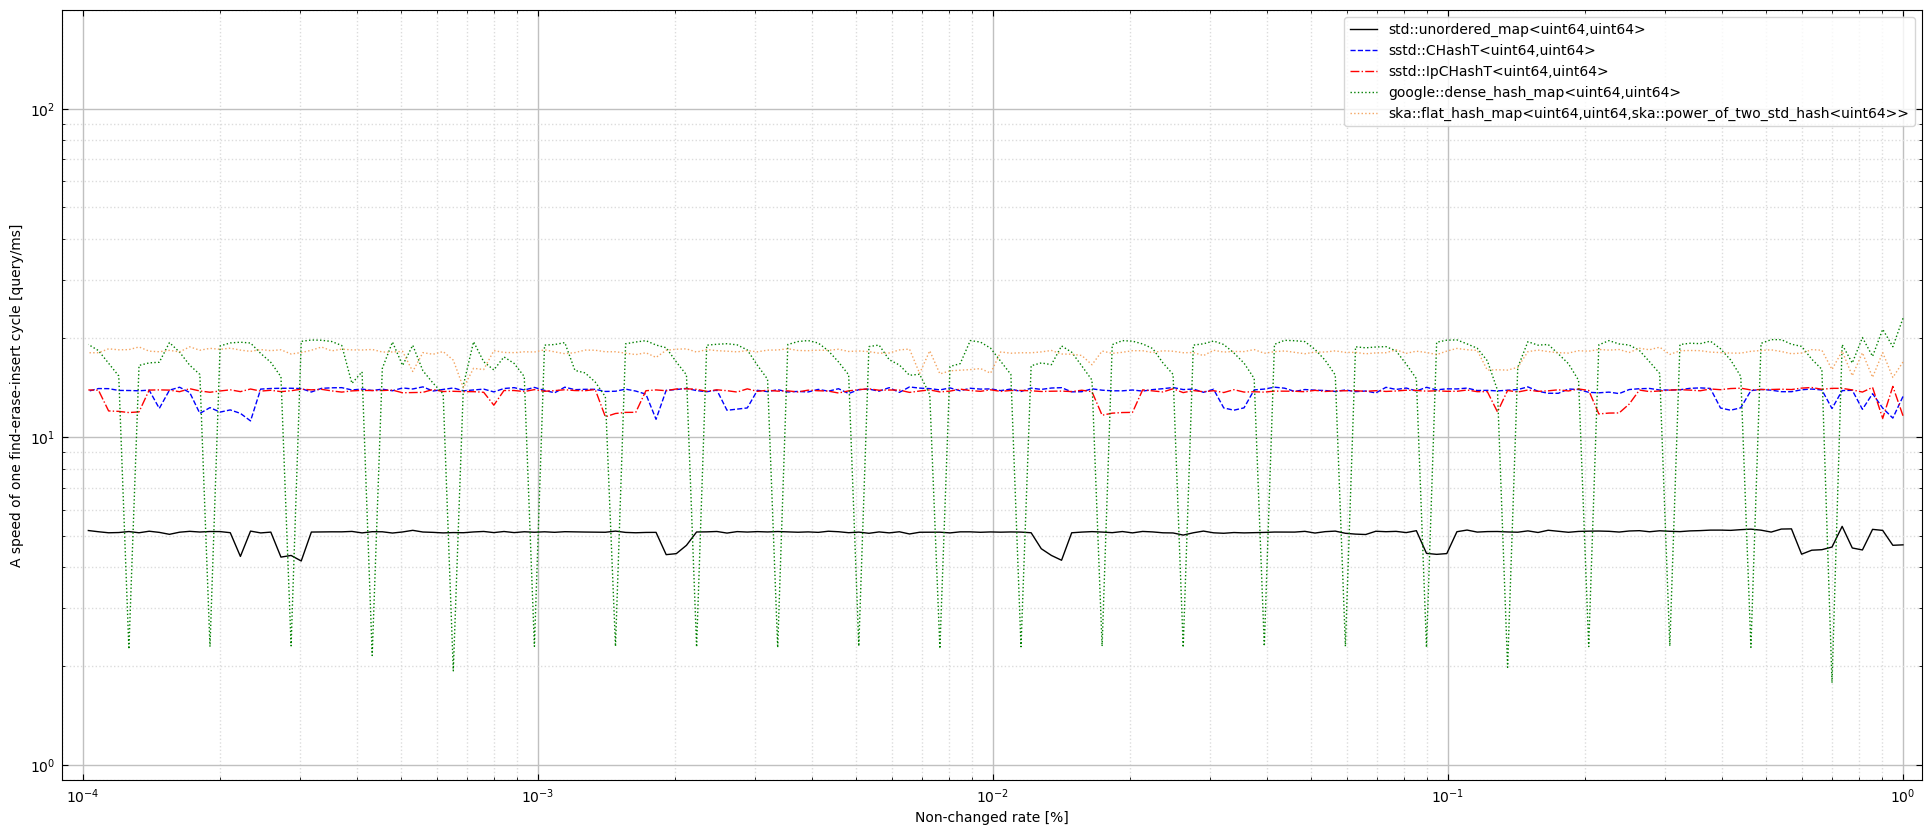 A speed of one find-erase-insert cycle [query/ms]
10²
10¹
10⁰
std::unordered_map<uint64,uint64>
sstd::CHashT<uint64,uint64>
sstd::IpCHashT<uint64,uint64>
google::dense_hash_map<uint64,uint64>
ska::flat_hash_map<uint64,uint64,ska::power_of_two_std_hash<uint64>>
10⁻⁴ 10⁻³ 10⁻² 10⁻¹ 10⁰
Non-changed rate [%]